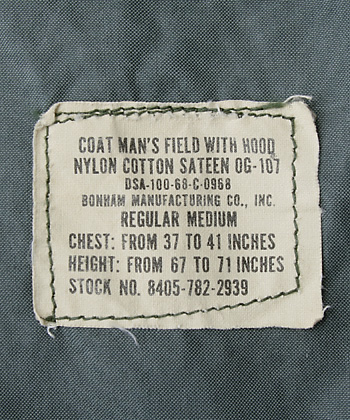 COAT MAN'S FIELD WITH HOOD
NYLON COTTON SATEEN OG-107
DSA-100-68-C-0968
BONHAM MANUFACTURING CO., INC.
REGULAR MEDIUM
CHEST: FROM 37 TO 41 INCHES
HEIGHT: FROM 67 TO 71 INCHES
STOCK NO. 8405-782-2939